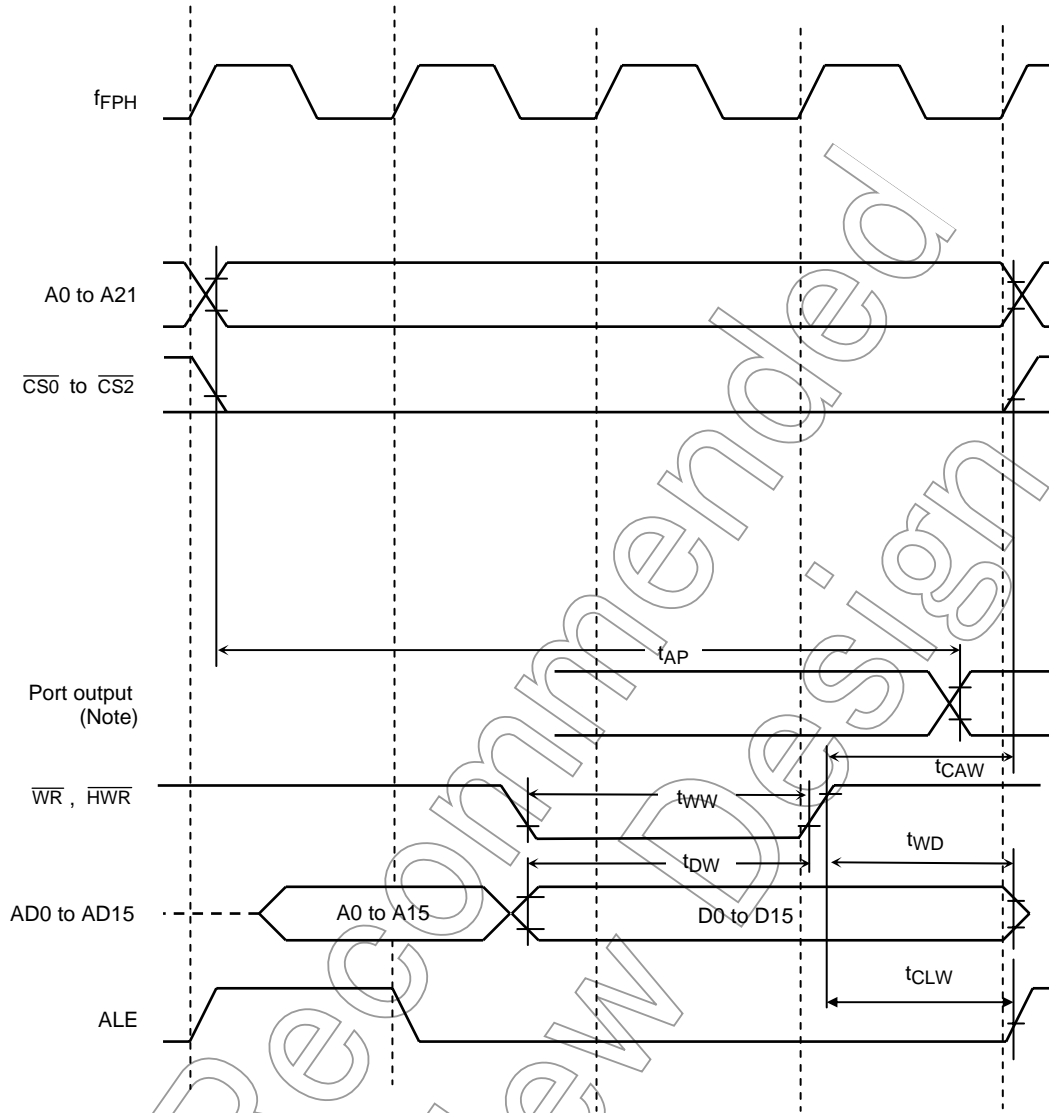 fFPH
A0 to A21
CS0 to CS2
tAP
Port output
(Note)
tCAW
WR , HWR
tWW
tWD
tDW
AD0 to AD15
A0 to A15
D0 to D15
tCLW
ALE
Recommended
New Design